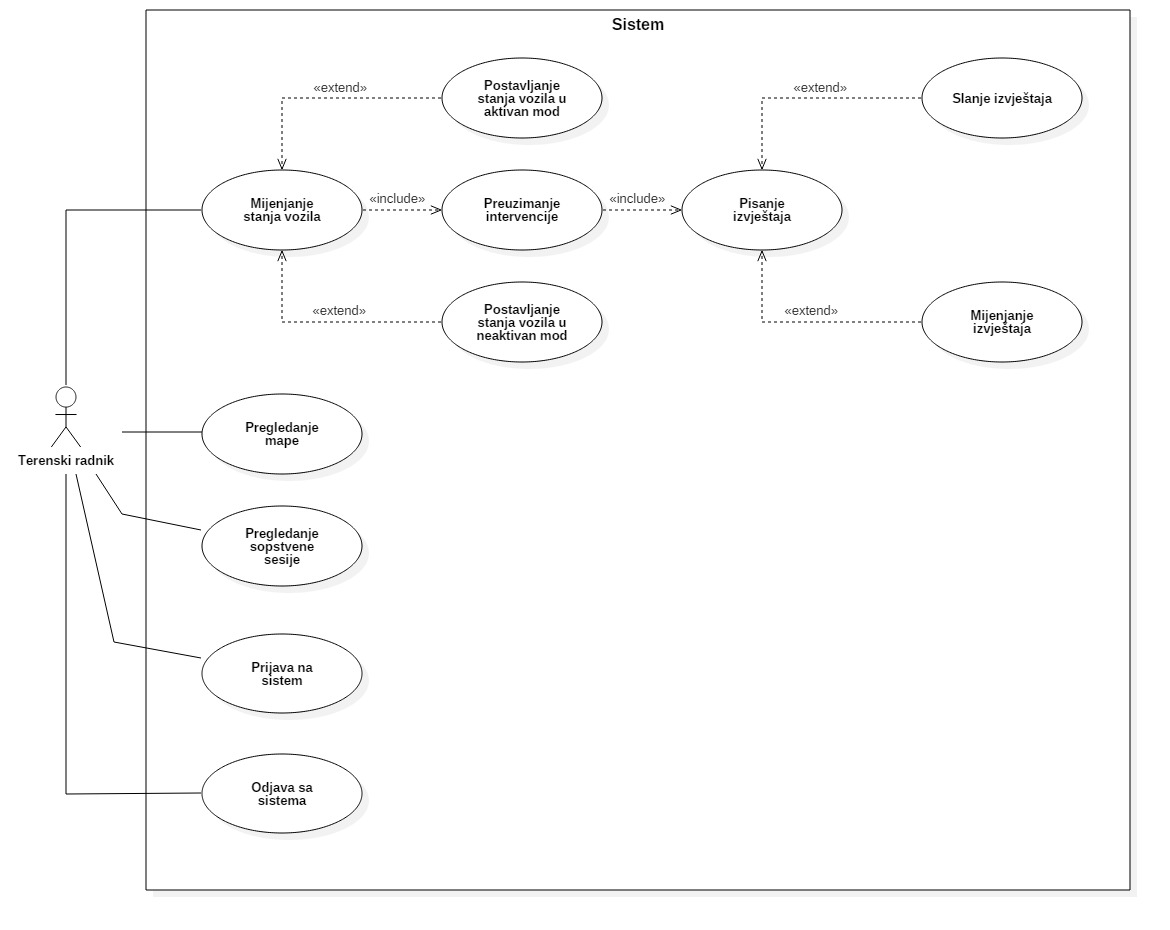 Sistem
«extend»
Postavljanje
stanja vozila u
aktivan mod
«extend»
Slanje izvještaja
Mijenjanje
stanja vozila
«include»
Preuzimanje
intervencije
«include»
Pisanje
izvještaja
«extend»
Postavljanje
stanja vozila u
neaktivan mod
«extend»
Mijenjanje
izvještaja
Terenski radnik
Pregledanje
mape
Pregledanje
sopstvene
sesije
Prijava na
sistem
Odjava sa
sistema